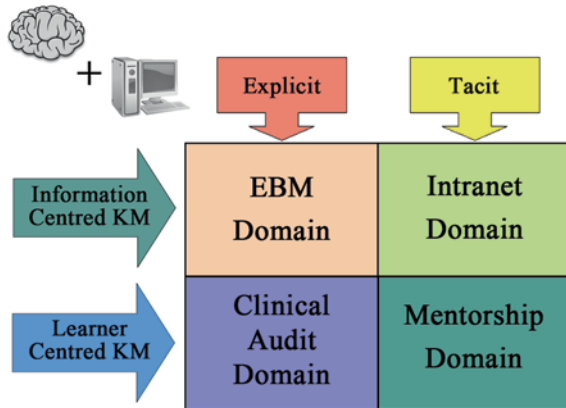 +
Explicit
Tacit
Information
Centred KM
EBM
Domain
Intranet
Domain
Learner
Centred KM
Clinical
Audit
Domain
Mentorship
Domain